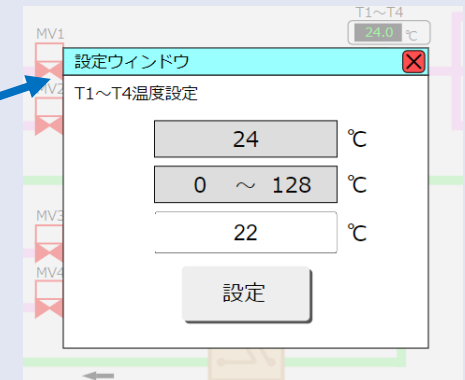 T1～T4
MV1
24.0 ℃
設定ウィンドウ
MV2
T1～T4温度設定
24 ℃
0 ～ 128 ℃
MV3
22 ℃
MV4
設定